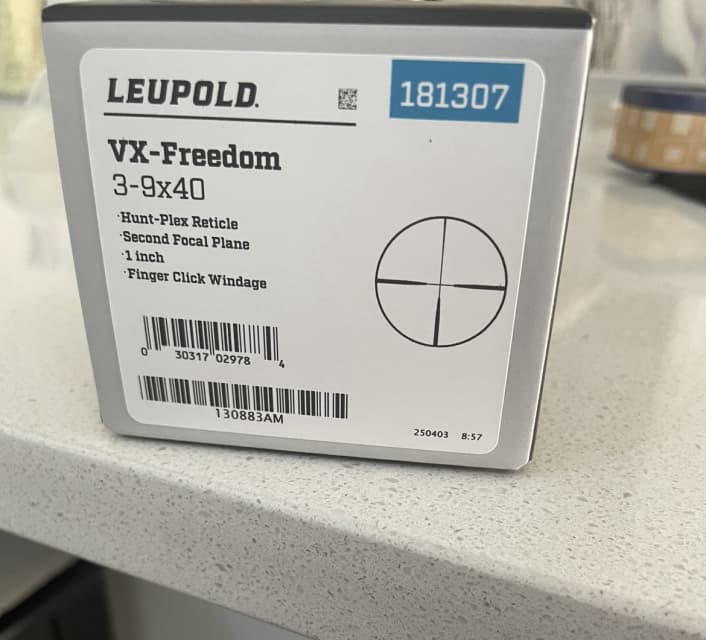 LEUPOLD.
181307
VX-Freedom
3-9x40
·Hunt-Plex Reticle
·Second Focal Plane
·1 inch
·Finger Click Windage
0 30317 02978 4
130883AM
250403 8:57